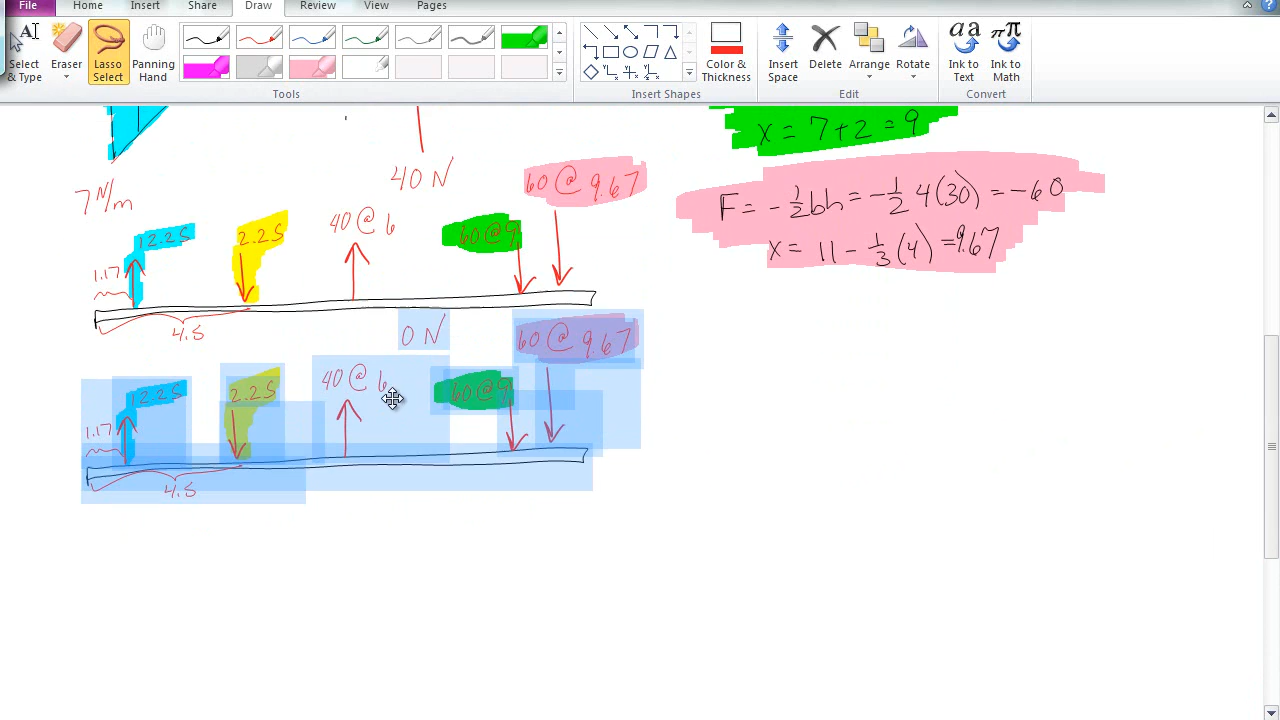 File Home Insert Share Draw Review View Pages
Select & Type
Eraser
Lasso Select
Panning Hand
Color & Thickness
Insert Space
Delete
Arrange
Rotate
Ink to Text
Ink to Math
Tools
Insert Shapes
Edit
Convert
x = 7+2 = 9
40 N
60 @ 9.67
7 N/m
F = -½bh = -½ 4(30) = -60
x = 11 - ⅓(4) = 9.67
12.25
2.25
40 @ 6
60 @ 9
1.17
4.5
0 N
60 @ 9.67
12.25
2.25
40 @ 6
60 @ 9
1.17
4.5